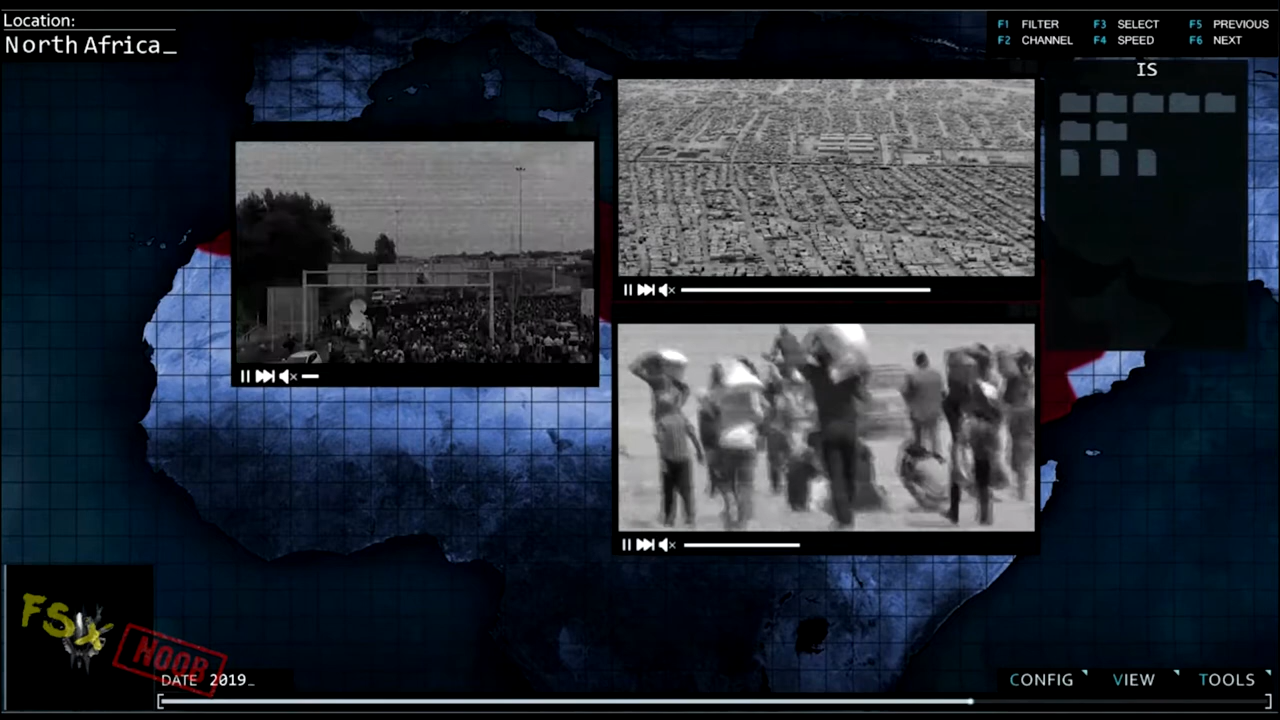 Location:
North Africa_
F1 FILTER F3 SELECT F5 PREVIOUS
F2 CHANNEL F4 SPEED F6 NEXT
IS
FSx
NOOB
DATE 2019_
CONFIG VIEW TOOLS